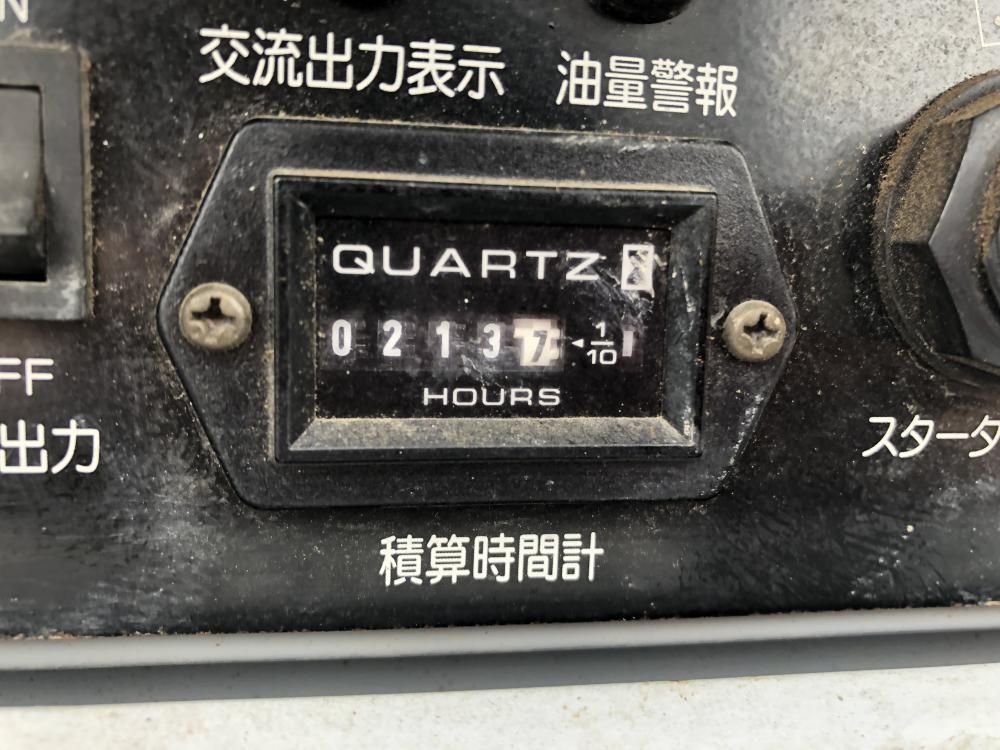 交流出力表示 油量警報
QUARTZ
0 2 1 3 7 ◂1/10
HOURS
FF
出力
スタータ
積算時間計